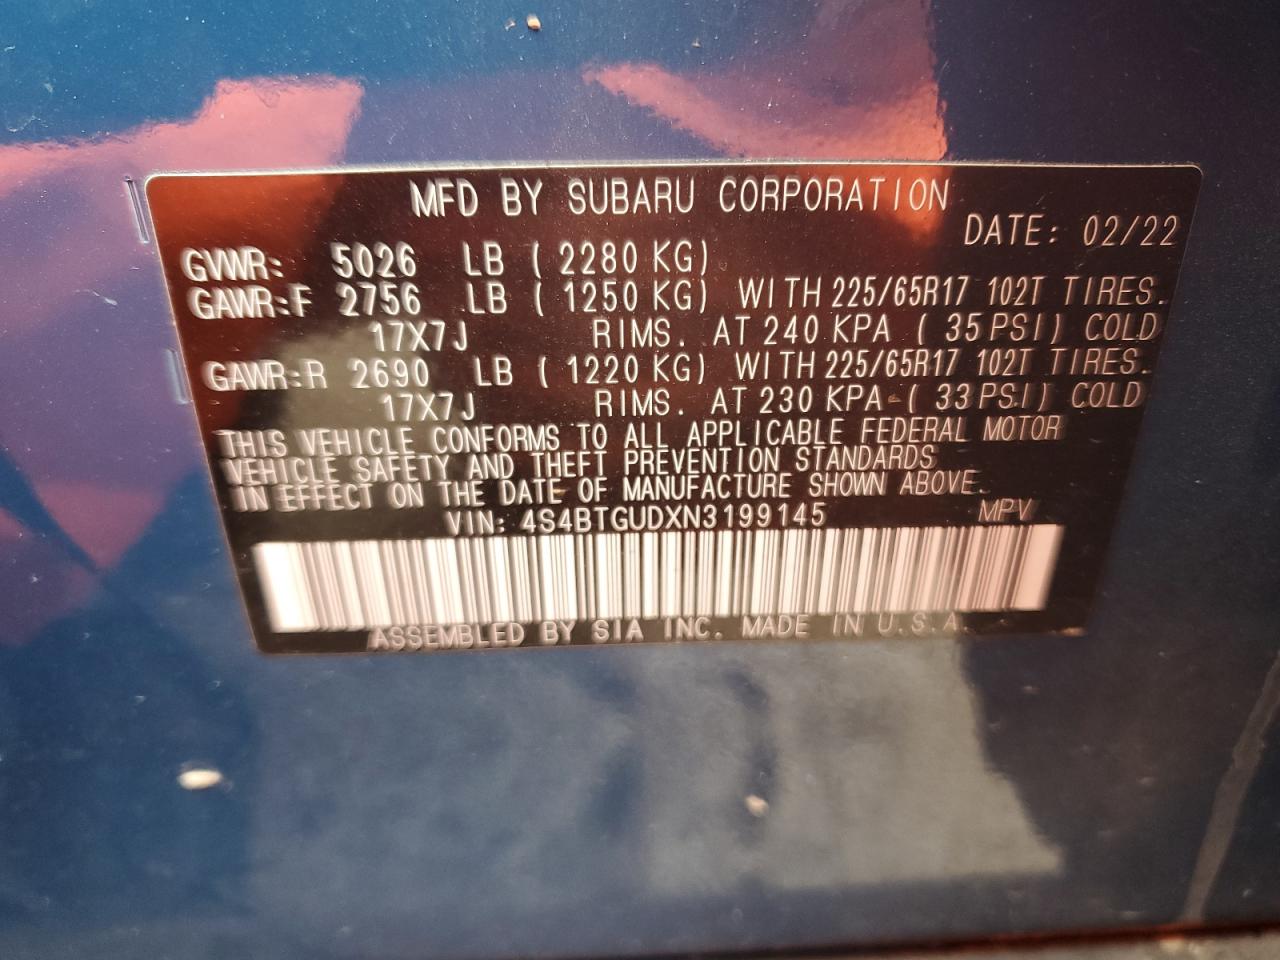 MFD BY SUBARU CORPORATION
DATE: 02/22
GVWR: 5026 LB ( 2280 KG)
GAWR:F 2756 LB ( 1250 KG) WITH 225/65R17 102T TIRES.
17X7J RIMS. AT 240 KPA ( 35 PSI) COLD
GAWR:R 2690 LB ( 1220 KG) WITH 225/65R17 102T TIRES.
17X7J RIMS. AT 230 KPA ( 33 PSI) COLD
THIS VEHICLE CONFORMS TO ALL APPLICABLE FEDERAL MOTOR
VEHICLE SAFETY AND THEFT PREVENTION STANDARDS
IN EFFECT ON THE DATE OF MANUFACTURE SHOWN ABOVE.
VIN: 4S4BTGUDXN3199145 MPV
ASSEMBLED BY SIA INC. MADE IN U.S.A.